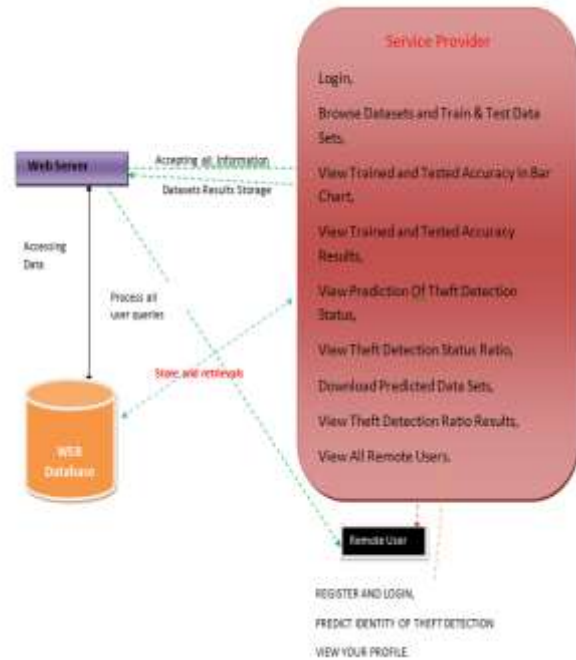 Service Provider
Login,
Browse Datasets and Train & Test Data
Sets,
View Trained and Tested Accuracy in Bar
Chart,
View Trained and Tested Accuracy
Results,
View Prediction Of Theft Detection
Status,
View Theft Detection Status Ratio,
Download Predicted Data Sets,
View Theft Detection Ratio Results,
View All Remote Users.
Web Server
Accepting all Information
Datasets Results Storage
Accessing
Data
Process all
user queries
Store and retrievals
WEB
Database
Remote User
REGISTER AND LOGIN,
PREDICT IDENTITY OF THEFT DETECTION
VIEW YOUR PROFILE.